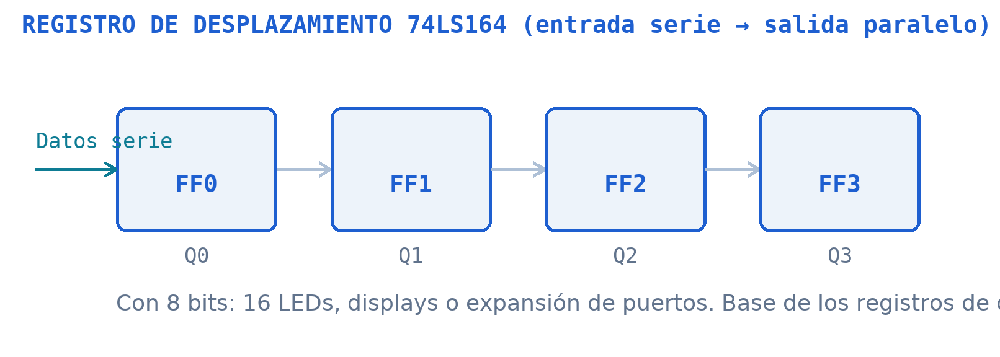 REGISTRO DE DESPLAZAMIENTO 74LS164 (entrada serie → salida paralelo)
Datos serie
FF0 FF1 FF2 FF3
Q0 Q1 Q2 Q3
Con 8 bits: 16 LEDs, displays o expansión de puertos. Base de los registros de